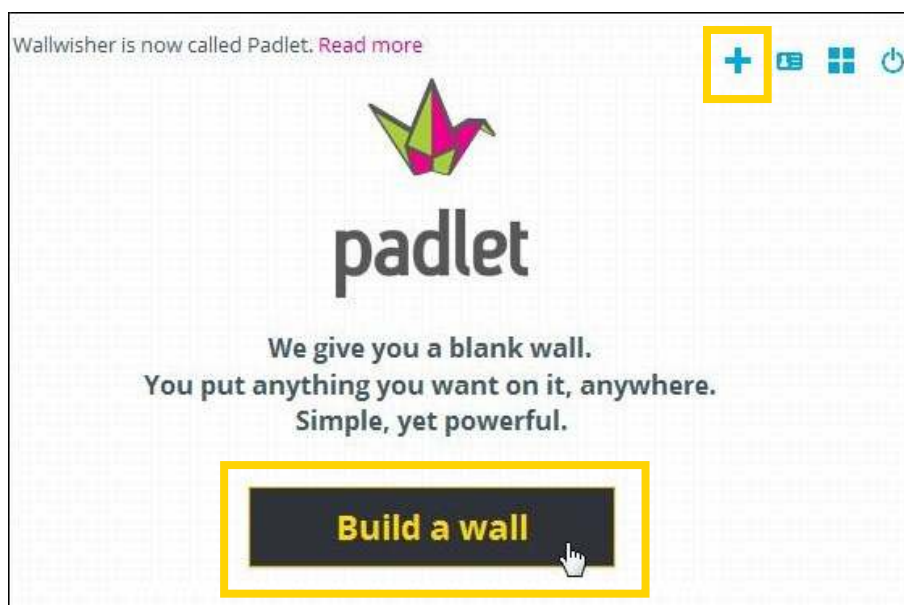 Wallwisher is now called Padlet. Read more
padlet
We give you a blank wall.
You put anything you want on it, anywhere.
Simple, yet powerful.
Build a wall